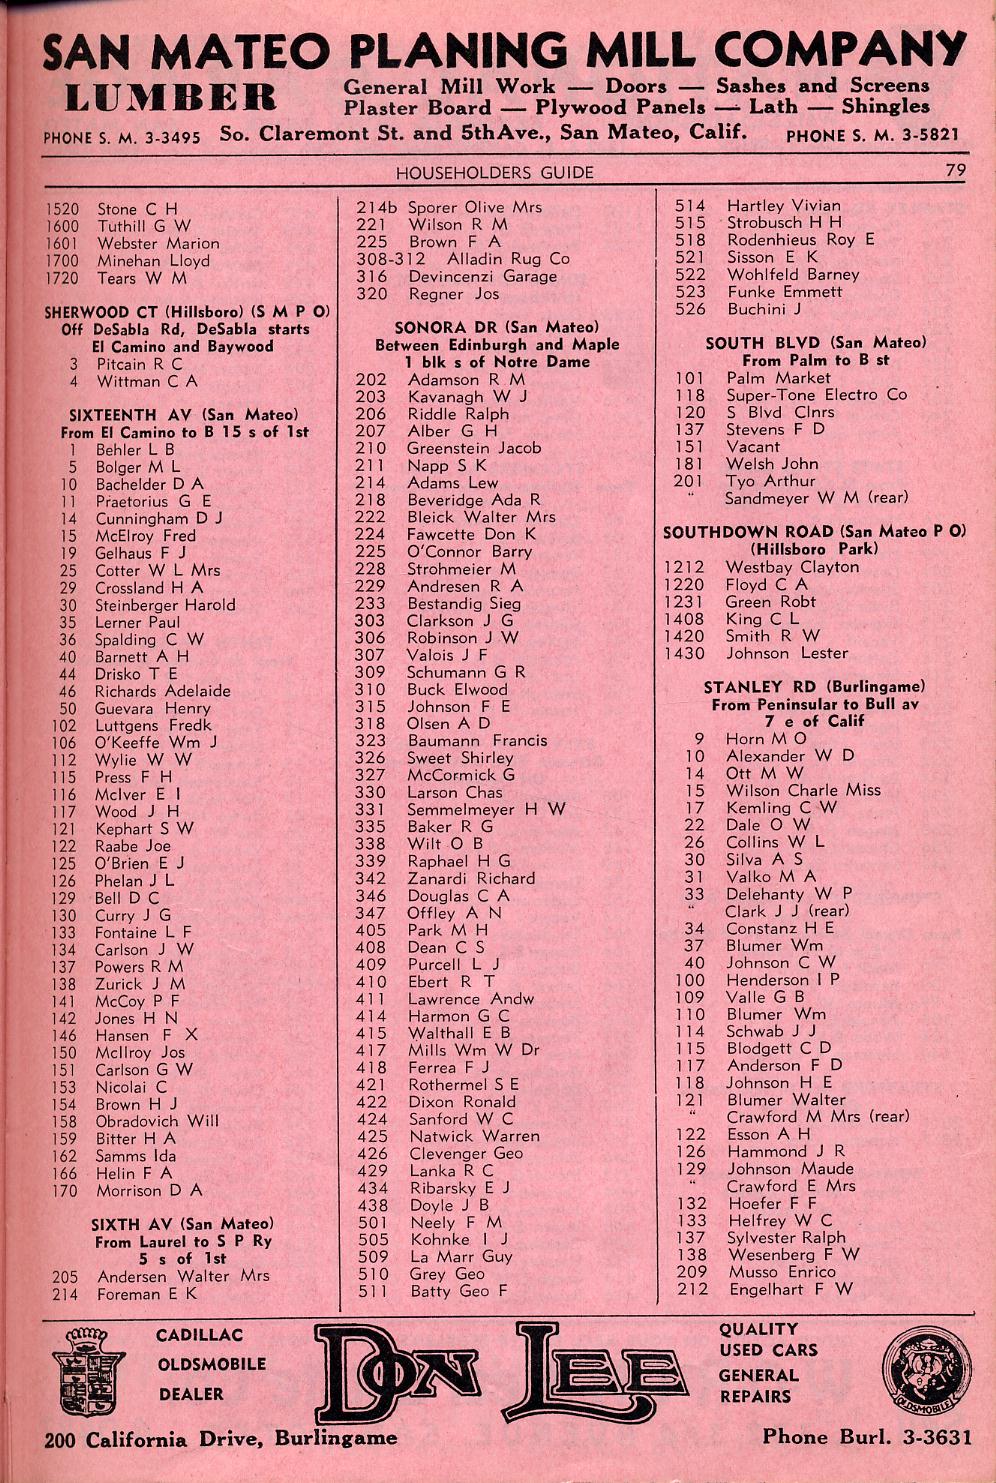 SAN MATEO PLANING MILL COMPANY
LUMBER
General Mill Work — Doors — Sashes and Screens
Plaster Board — Plywood Panels — Lath — Shingles
PHONE S. M. 3-3495 So. Claremont St. and 5thAve., San Mateo, Calif. PHONE S. M. 3-5821
HOUSEHOLDERS GUIDE 79
1520 Stone C H
1600 Tuthill G W
1601 Webster Marion
1700 Minehan Lloyd
1720 Tears W M
SHERWOOD CT (Hillsboro) (S M P O)
Off DeSabla Rd, DeSabla starts
El Camino and Baywood
3 Pitcain R C
4 Wittman C A
SIXTEENTH AV (San Mateo)
From El Camino to B 15 s of 1st
1 Behler L B
5 Bolger M L
10 Bachelder D A
11 Praetorius G E
14 Cunningham D J
15 McElroy Fred
19 Gelhaus F J
25 Cotter W L Mrs
29 Crossland H A
30 Steinberger Harold
35 Lerner Paul
36 Spalding C W
40 Barnett A H
44 Drisko T E
46 Richards Adelaide
50 Guevara Henry
102 Luttgens Fredk
106 O'Keeffe Wm J
112 Wylie W W
115 Press F H
116 McIver E I
117 Wood J H
121 Kephart S W
122 Raabe Joe
125 O'Brien E J
126 Phelan J L
129 Bell D C
130 Curry J G
133 Fontaine L F
134 Carlson J W
137 Powers R M
138 Zurick J M
141 McCoy P F
142 Jones H N
146 Hansen F X
150 McIlroy Jos
151 Carlson G W
153 Nicolai C
154 Brown H J
158 Obradovich Will
159 Bitter H A
162 Samms Ida
166 Helin F A
170 Morrison D A
SIXTH AV (San Mateo)
From Laurel to S P Ry
5 s of 1st
205 Andersen Walter Mrs
214 Foreman E K
214b Sporer Olive Mrs
221 Wilson R M
225 Brown F A
308-312 Alladin Rug Co
316 Devincenzi Garage
320 Regner Jos
SONORA DR (San Mateo)
Between Edinburgh and Maple
1 blk s of Notre Dame
202 Adamson R M
203 Kavanagh W J
206 Riddle Ralph
207 Alber G H
210 Greenstein Jacob
211 Napp S K
214 Adams Lew
218 Beveridge Ada R
222 Bleick Walter Mrs
224 Fawcette Don K
225 O'Connor Barry
228 Strohmeier M
229 Andresen R A
233 Bestandig Sieg
303 Clarkson J G
306 Robinson J W
307 Valois J F
309 Schumann G R
310 Buck Elwood
315 Johnson F E
318 Olsen A D
323 Baumann Francis
326 Sweet Shirley
327 McCormick G
330 Larson Chas
331 Semmelmeyer H W
335 Baker R G
338 Wilt O B
339 Raphael H G
342 Zanardi Richard
346 Douglas C A
347 Offley A N
405 Park M H
408 Dean C S
409 Purcell L J
410 Ebert R T
411 Lawrence Andw
414 Harmon G C
415 Walthall E B
417 Mills Wm W Dr
418 Ferrea F J
421 Rothermel S E
422 Dixon Ronald
424 Sanford W C
425 Natwick Warren
426 Clevenger Geo
429 Lanka R C
434 Ribarsky E J
438 Doyle J B
501 Neely F M
505 Kohnke I J
509 La Marr Guy
510 Grey Geo
511 Batty Geo F
514 Hartley Vivian
515 Strobusch H H
518 Rodenhieus Roy E
521 Sisson E K
522 Wohlfeld Barney
523 Funke Emmett
526 Buchini J
SOUTH BLVD (San Mateo)
From Palm to B st
101 Palm Market
118 Super-Tone Electro Co
120 S Blvd Clnrs
137 Stevens F D
151 Vacant
181 Welsh John
201 Tyo Arthur
" Sandmeyer W M (rear)
SOUTHDOWN ROAD (San Mateo P O)
(Hillsboro Park)
1212 Westbay Clayton
1220 Floyd C A
1231 Green Robt
1408 King C L
1420 Smith R W
1430 Johnson Lester
STANLEY RD (Burlingame)
From Peninsular to Bull av
7 e of Calif
9 Horn M O
10 Alexander W D
14 Ott M W
15 Wilson Charle Miss
17 Kemling C W
22 Dale O W
26 Collins W L
30 Silva A S
31 Valko M A
33 Delehanty W P
" Clark J J (rear)
34 Constanz H E
37 Blumer Wm
40 Johnson C W
100 Henderson I P
109 Valle G B
110 Blumer Wm
114 Schwab J J
115 Blodgett C D
117 Anderson F D
118 Johnson H E
121 Blumer Walter
" Crawford M Mrs (rear)
122 Esson A H
126 Hammond J R
129 Johnson Maude
" Crawford E Mrs
132 Hoefer F F
133 Helfrey W C
137 Sylvester Ralph
138 Wesenberg F W
209 Musso Enrico
212 Engelhart F W
CADILLAC
OLDSMOBILE
DEALER
DON LEE
QUALITY
USED CARS
GENERAL
REPAIRS
OLDSMOBILE
200 California Drive, Burlingame Phone Burl. 3-3631